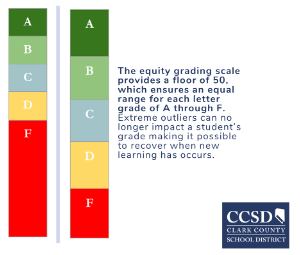 A
B
C
D
F
A
B
C
D
F
The equity grading scale
provides a floor of 50,
which ensures an equal
range for each letter
grade of A through F.
Extreme outliers can no
longer impact a student's
grade making it possible
to recover when new
learning has occurs.
CCSD
CLARK COUNTY
SCHOOL DISTRICT